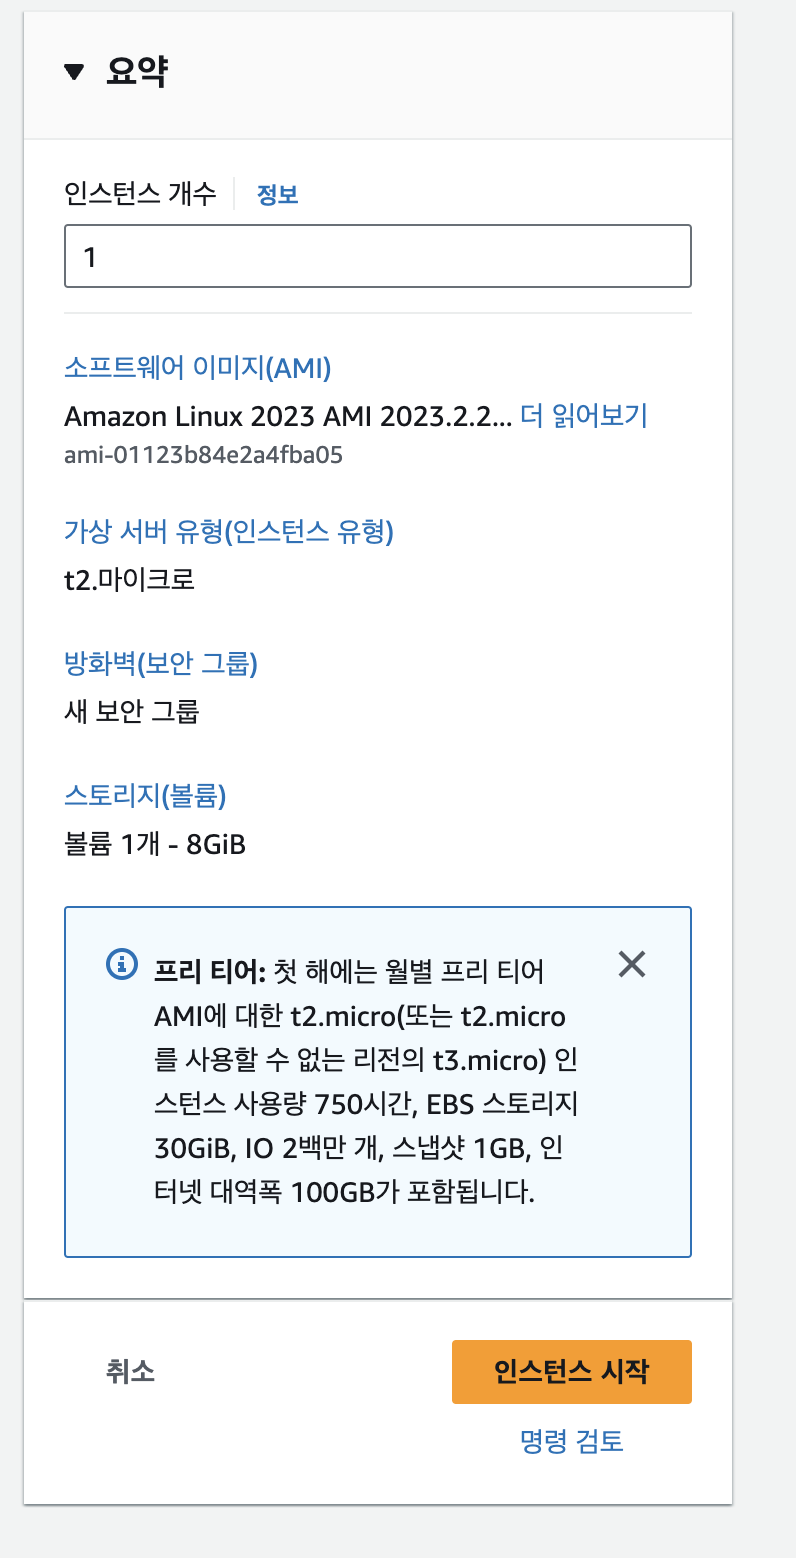 ▼ 요약
인스턴스 개수 정보
1
소프트웨어 이미지(AMI)
Amazon Linux 2023 AMI 2023.2.2... 더 읽어보기
ami-01123b84e2a4fba05
가상 서버 유형(인스턴스 유형)
t2.마이크로
방화벽(보안 그룹)
새 보안 그룹
스토리지(볼륨)
볼륨 1개 - 8GiB
프리 티어: 첫 해에는 월별 프리 티어
AMI에 대한 t2.micro(또는 t2.micro
를 사용할 수 없는 리전의 t3.micro) 인
스턴스 사용량 750시간, EBS 스토리지
30GiB, IO 2백만 개, 스냅샷 1GB, 인
터넷 대역폭 100GB가 포함됩니다.
취소
인스턴스 시작
명령 검토